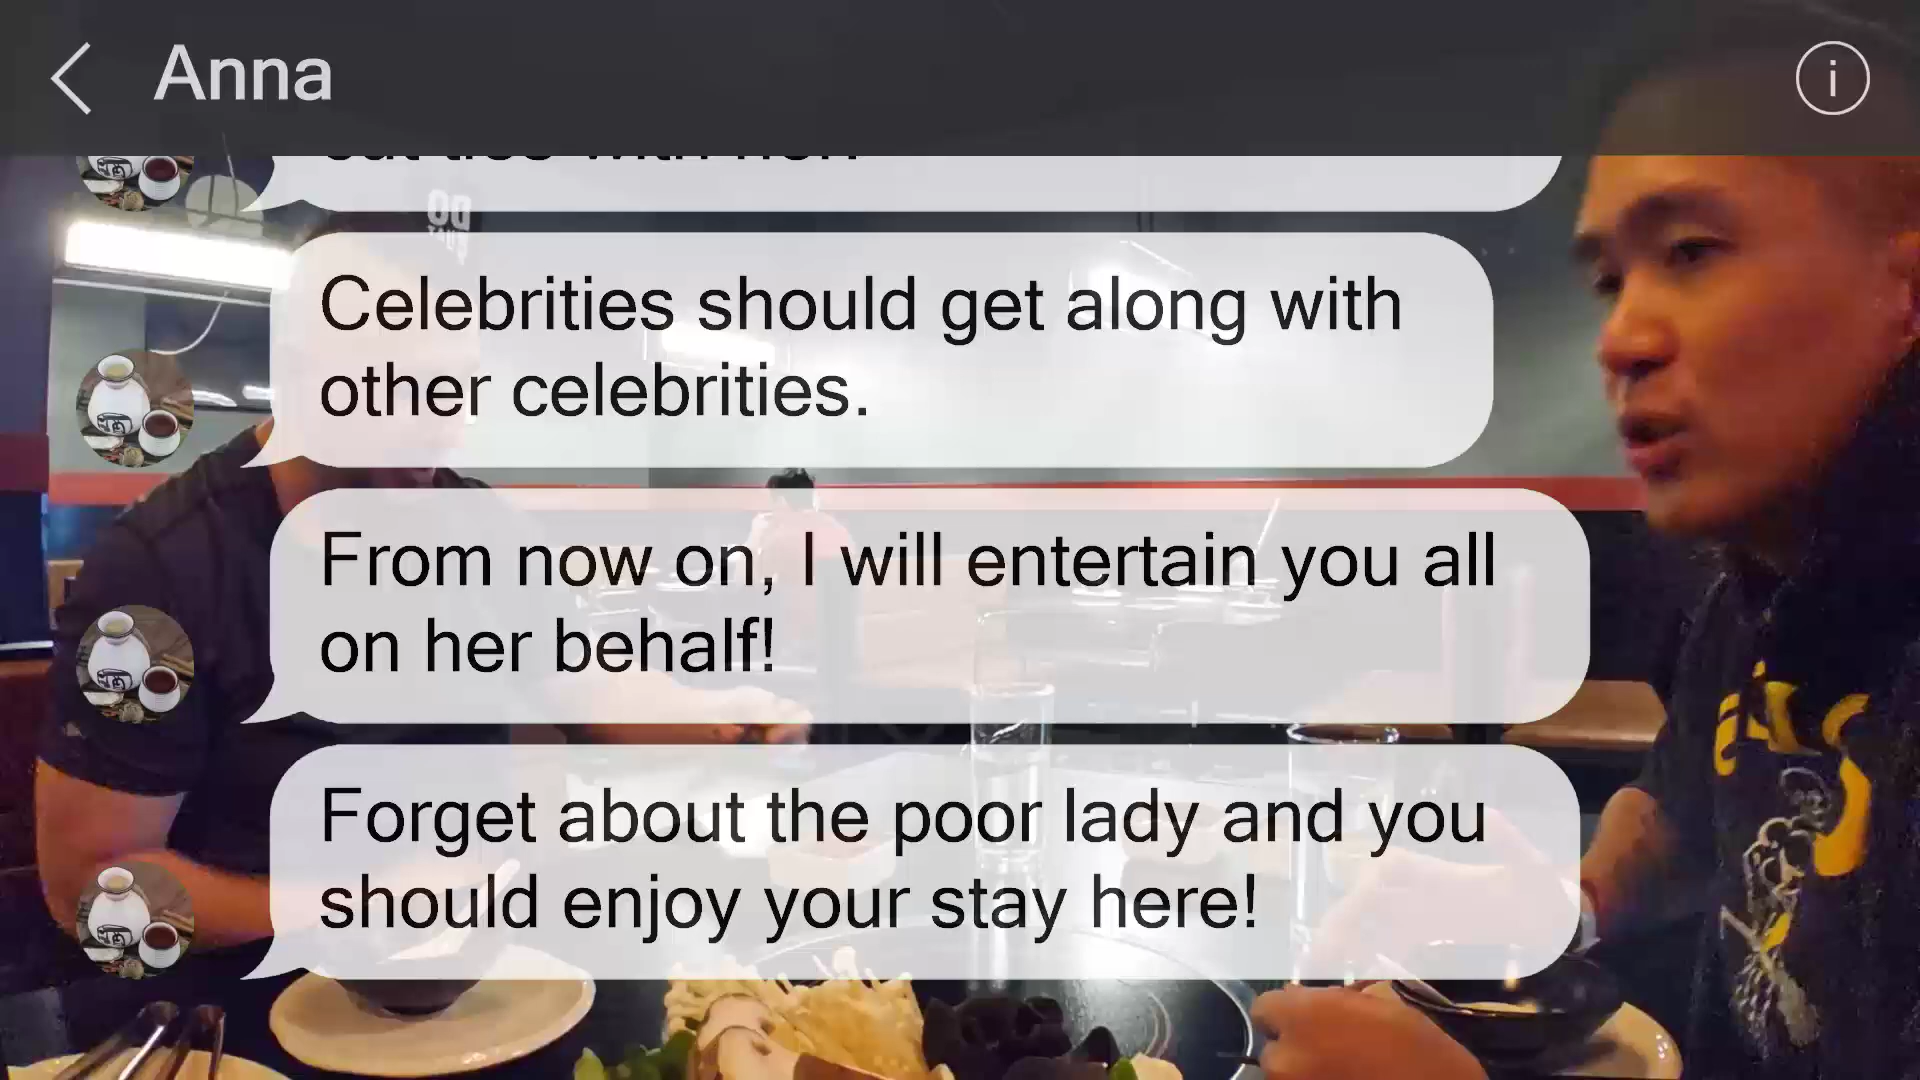 Anna
i
Celebrities should get along with
other celebrities.
From now on, I will entertain you all
on her behalf!
Forget about the poor lady and you
should enjoy your stay here!